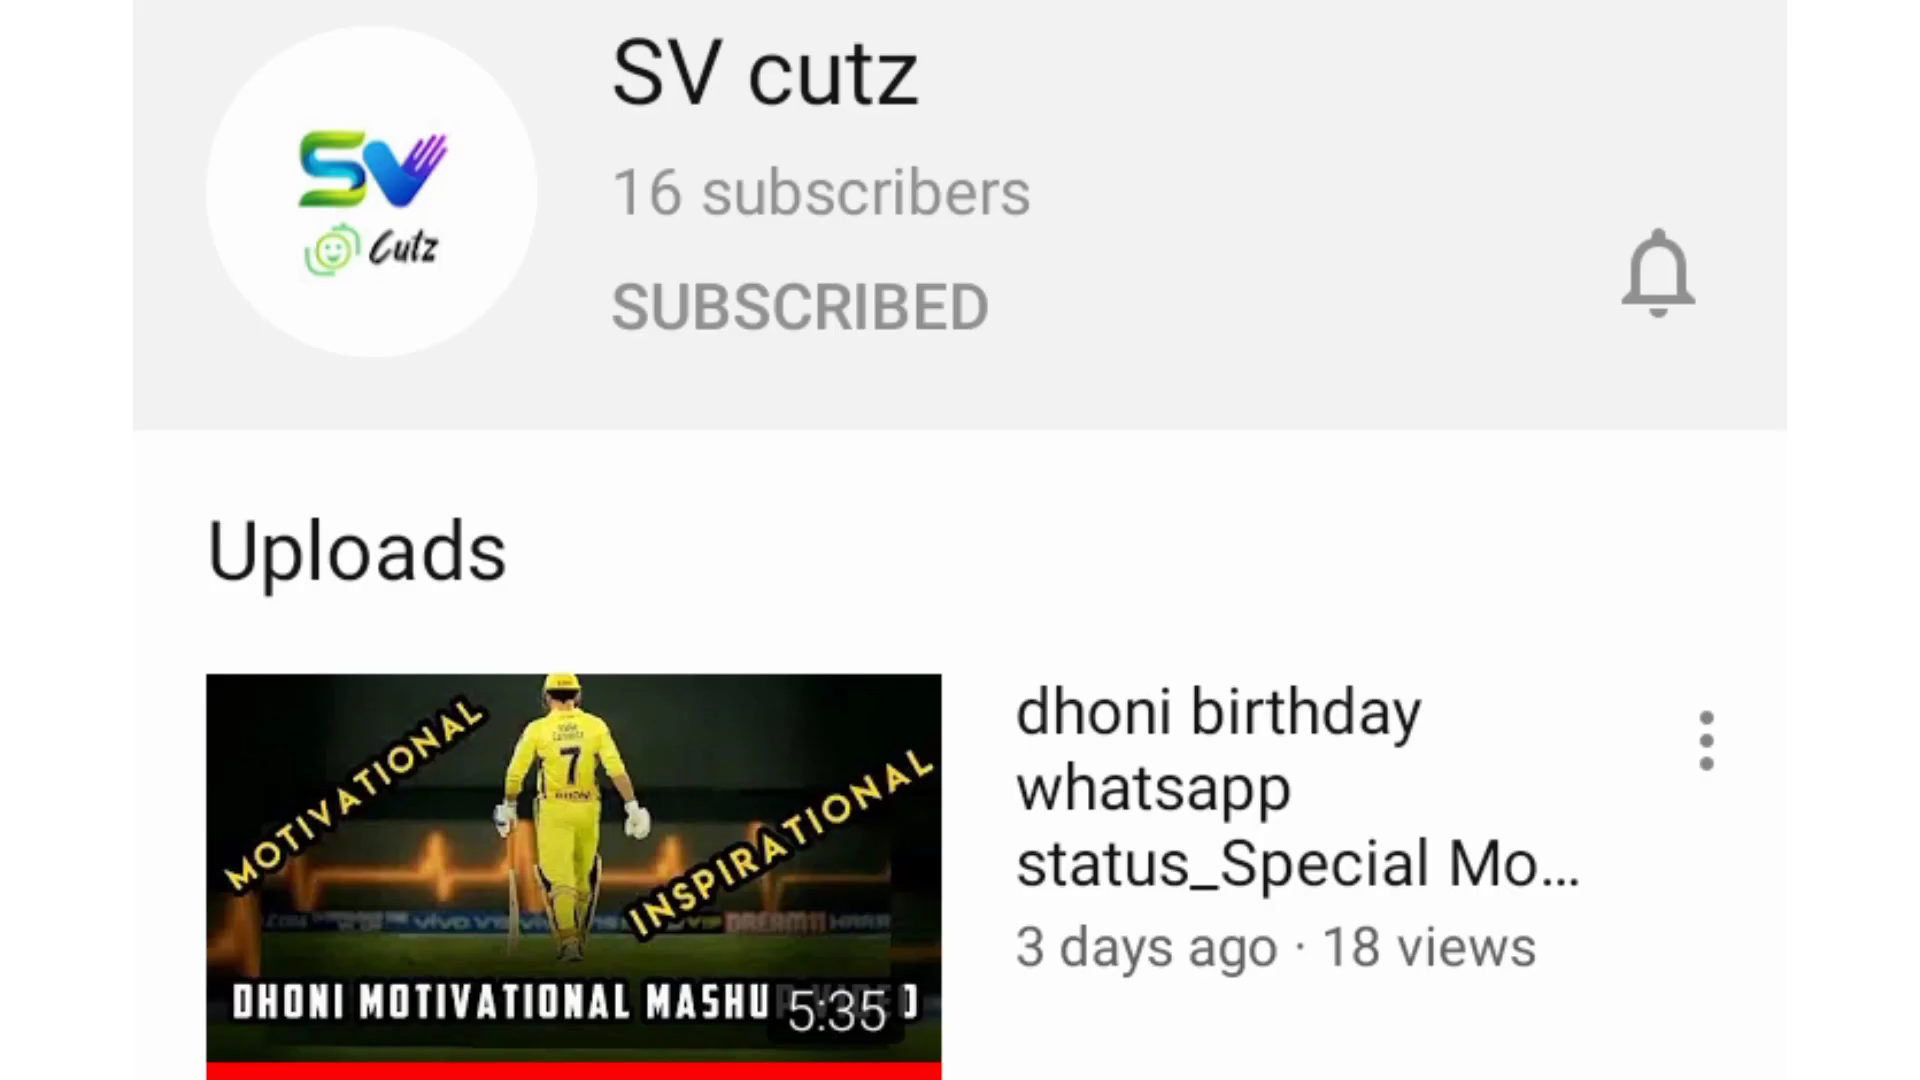 SV cutz
SV
Cutz
16 subscribers
SUBSCRIBED
Uploads
MOTIVATIONAL
7
INSPIRATIONAL
vivo
DREAM11
DHONI MOTIVATIONAL MASHU
5:35
dhoni birthday
whatsapp
status_Special Mo...
3 days ago · 18 views